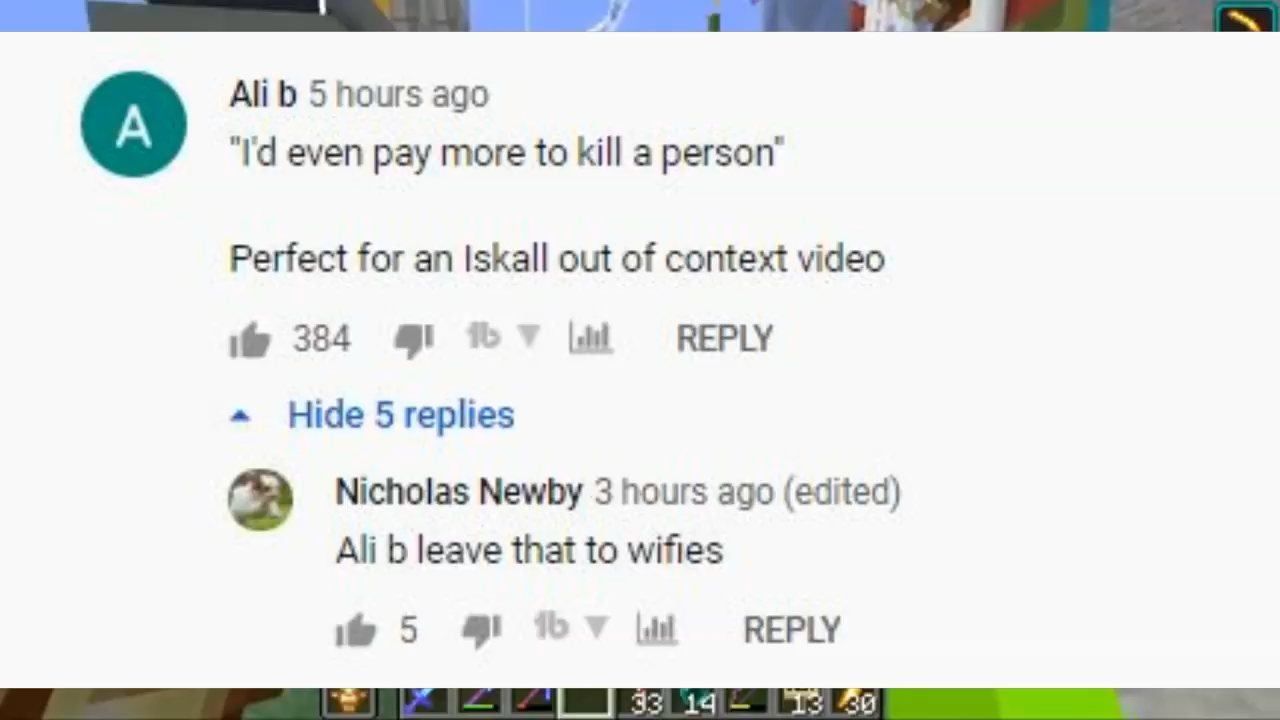 A
Ali b 5 hours ago
"I'd even pay more to kill a person"
Perfect for an Iskall out of context video
384 REPLY
Hide 5 replies
Nicholas Newby 3 hours ago (edited)
Ali b leave that to wifies
5 REPLY
33 14 13 30